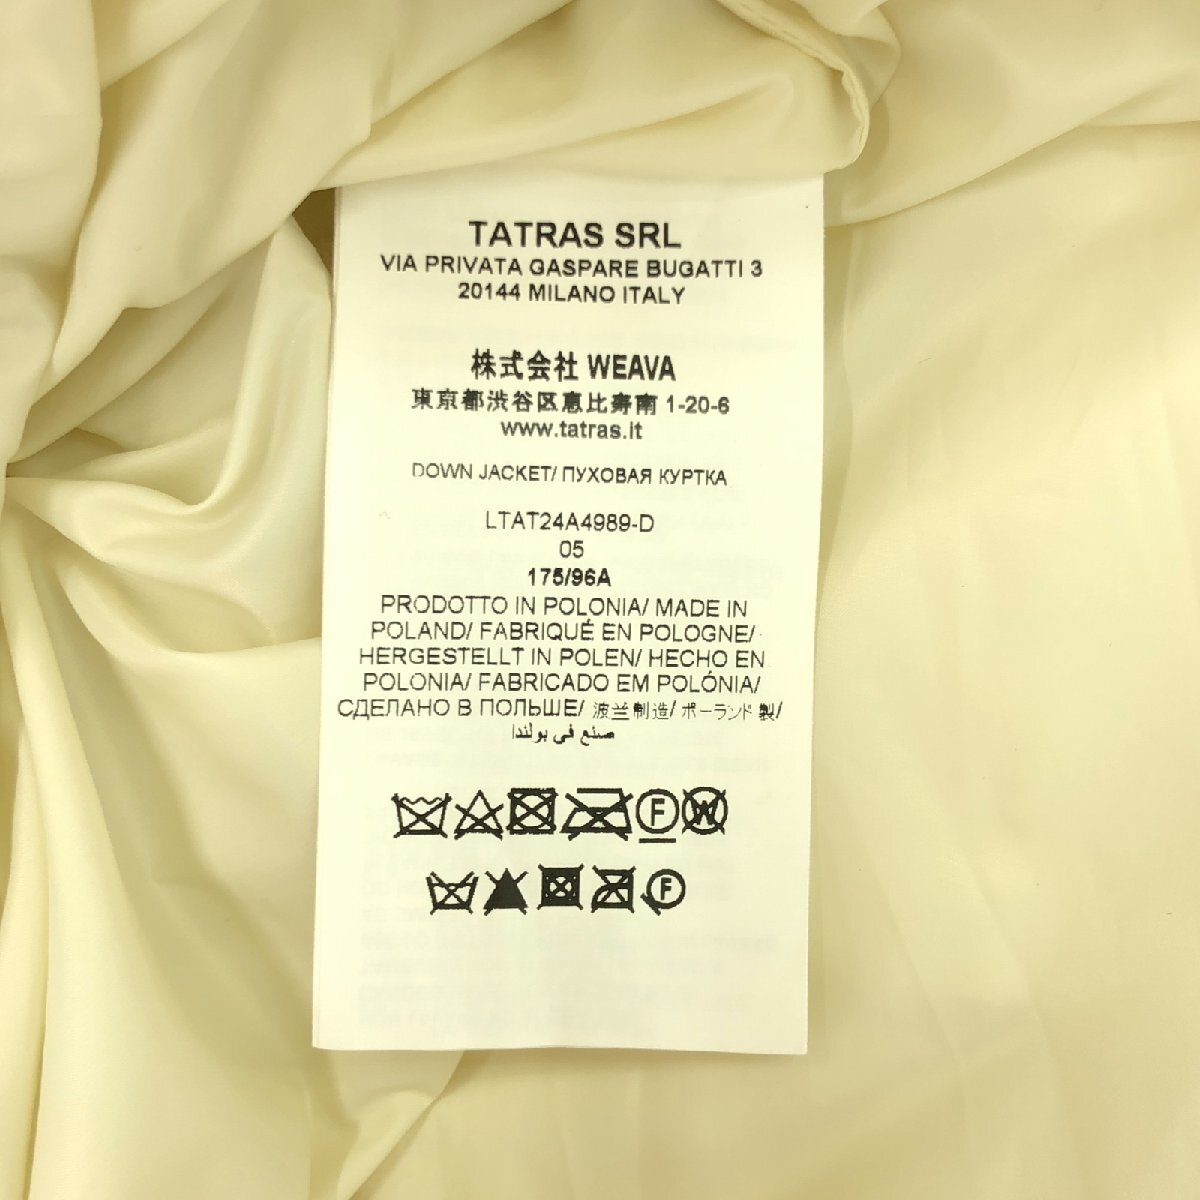 TATRAS SRL
VIA PRIVATA GASPARE BUGATTI 3
20144 MILANO ITALY
株式会社 WEAVA
東京都渋谷区恵比寿南 1-20-6
www.tatras.it
DOWN JACKET/ ПУХОВАЯ КУРТКА
LTAT24A4989-D
05
175/96A
PRODOTTO IN POLONIA/ MADE IN
POLAND/ FABRIQUÉ EN POLOGNE/
HERGESTELLT IN POLEN/ HECHO EN
POLONIA/ FABRICADO EM POLÓNIA/
СДЕЛАНО В ПОЛЬШЕ/ 波兰制造/ ポーランド製/
صنع في بولندا
F W
F